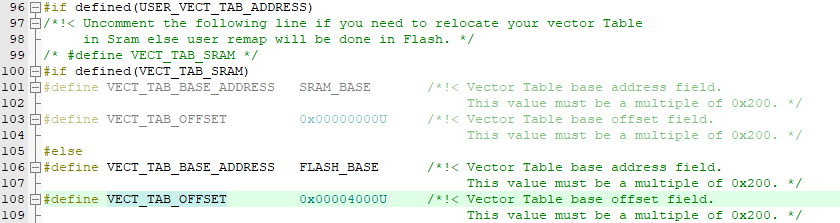 96 #if defined(USER_VECT_TAB_ADDRESS)
97 /*!< Uncomment the following line if you need to relocate your vector Table
98 in Sram else user remap will be done in Flash. */
99 /* #define VECT_TAB_SRAM */
100 #if defined(VECT_TAB_SRAM)
101 #define VECT_TAB_BASE_ADDRESS SRAM_BASE /*!< Vector Table base address field.
102 This value must be a multiple of 0x200. */
103 #define VECT_TAB_OFFSET 0x00000000U /*!< Vector Table base offset field.
104 This value must be a multiple of 0x200. */
105 #else
106 #define VECT_TAB_BASE_ADDRESS FLASH_BASE /*!< Vector Table base address field.
107 This value must be a multiple of 0x200. */
108 #define VECT_TAB_OFFSET 0x00004000U /*!< Vector Table base offset field.
109 This value must be a multiple of 0x200. */